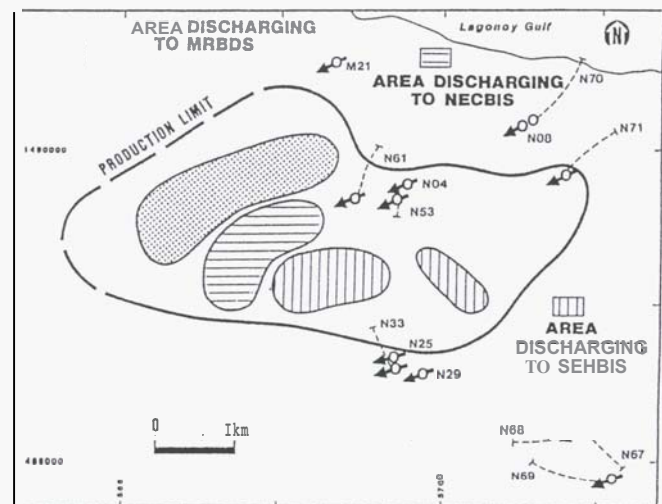 AREA DISCHARGING
TO MRBDS
Lagonoy Gulf
N
M21
AREA DISCHARGING
TO NECBIS
N70
N08
N71
PRODUCTION LIMIT
1490000
N61
N04
N53
N33
N25
N29
AREA
DISCHARGING
TO SEHBIS
0 Ikm
N68
N67
N69
488000